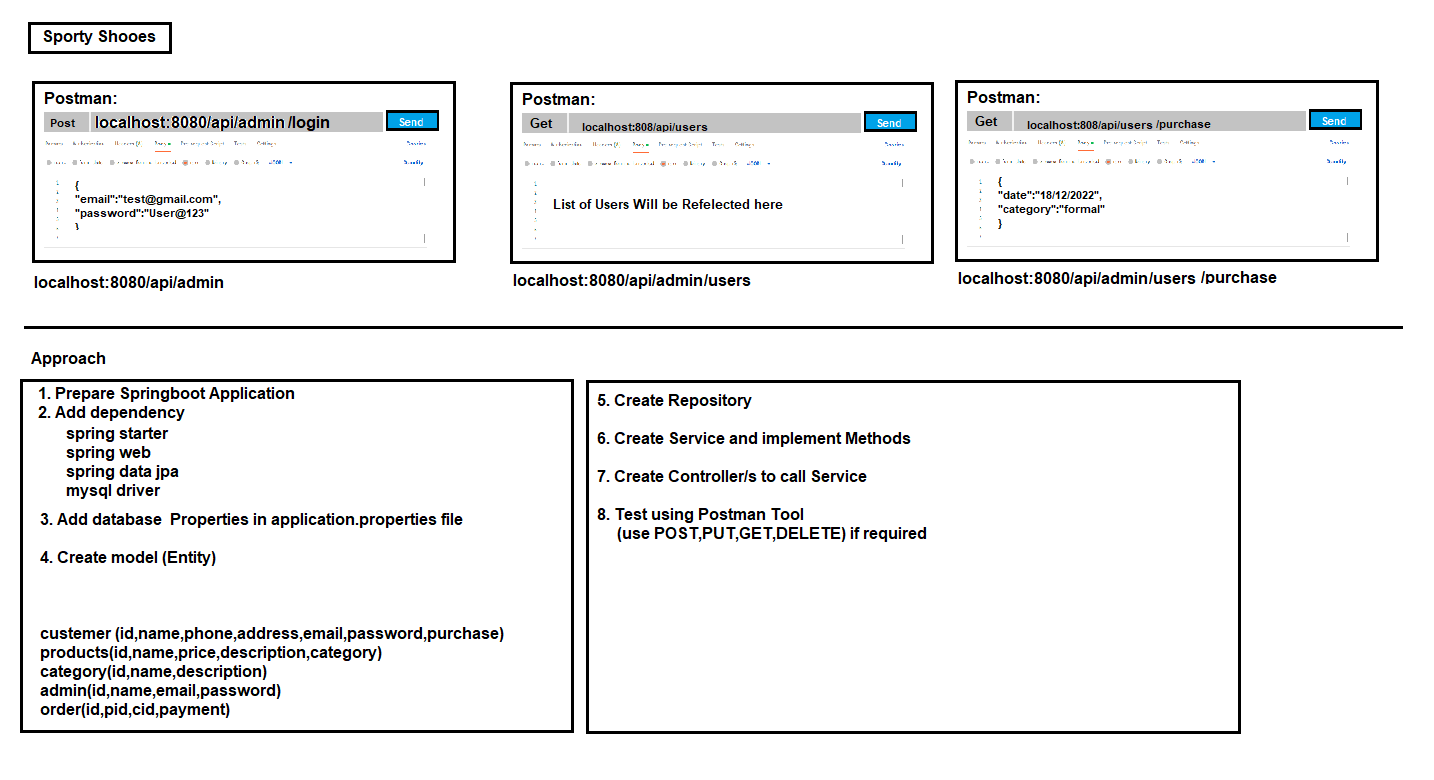 Sporty Shooes
Postman:
Post localhost:8080/api/admin /login Send
{
"email":"test@gmail.com",
"password":"User@123"
}
localhost:8080/api/admin
Postman:
Get localhost:808/api/users Send
List of Users Will be Refelected here
localhost:8080/api/admin/users
Postman:
Get localhost:808/api/users /purchase Send
{
"date":"18/12/2022",
"category":"formal"
}
localhost:8080/api/admin/users /purchase
Approach
1. Prepare Springboot Application
2. Add dependency
spring starter
spring web
spring data jpa
mysql driver
3. Add database Properties in application.properties file
4. Create model (Entity)
custemer (id,name,phone,address,email,password,purchase)
products(id,name,price,description,category)
category(id,name,description)
admin(id,name,email,password)
order(id,pid,cid,payment)
5. Create Repository
6. Create Service and implement Methods
7. Create Controller/s to call Service
8. Test using Postman Tool
(use POST,PUT,GET,DELETE) if required